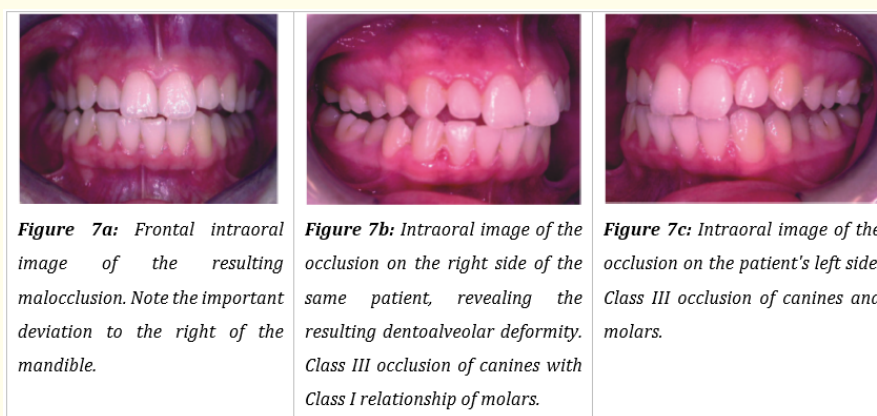 Figure 7a: Frontal intraoral
image of the resulting
malocclusion. Note the important
deviation to the right of the
mandible.
Figure 7b: Intraoral image of the
occlusion on the right side of the
same patient, revealing the
resulting dentoalveolar deformity.
Class III occlusion of canines with
Class I relationship of molars.
Figure 7c: Intraoral image of the
occlusion on the patient's left side
Class III occlusion of canines and
molars.